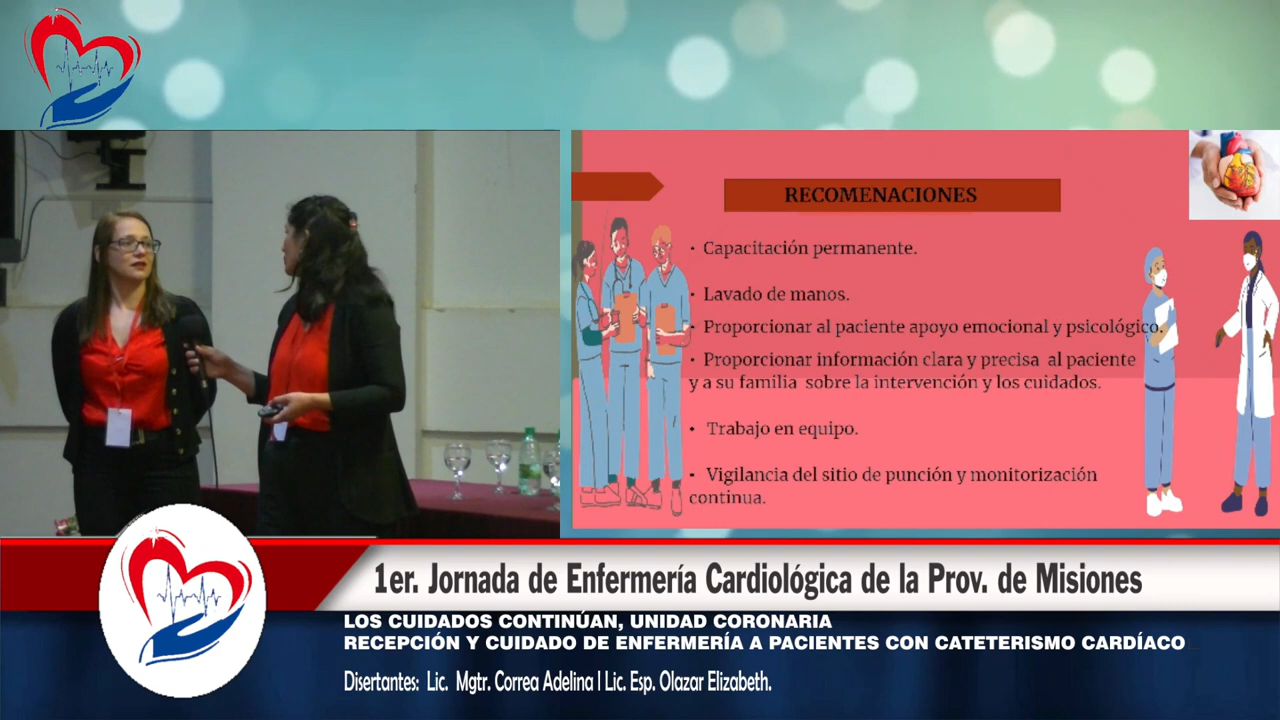 RECOMENACIONES
• Capacitación permanente.
• Lavado de manos.
• Proporcionar al paciente apoyo emocional y psicológico.
• Proporcionar información clara y precisa al paciente
y a su familia sobre la intervención y los cuidados.
• Trabajo en equipo.
• Vigilancia del sitio de punción y monitorización
continua.
1er. Jornada de Enfermería Cardiológica de la Prov. de Misiones
LOS CUIDADOS CONTINÚAN, UNIDAD CORONARIA
RECEPCIÓN Y CUIDADO DE ENFERMERÍA A PACIENTES CON CATETERISMO CARDÍACO
Disertantes: Lic. Mgtr. Correa Adelina l Lic. Esp. Olazar Elizabeth.